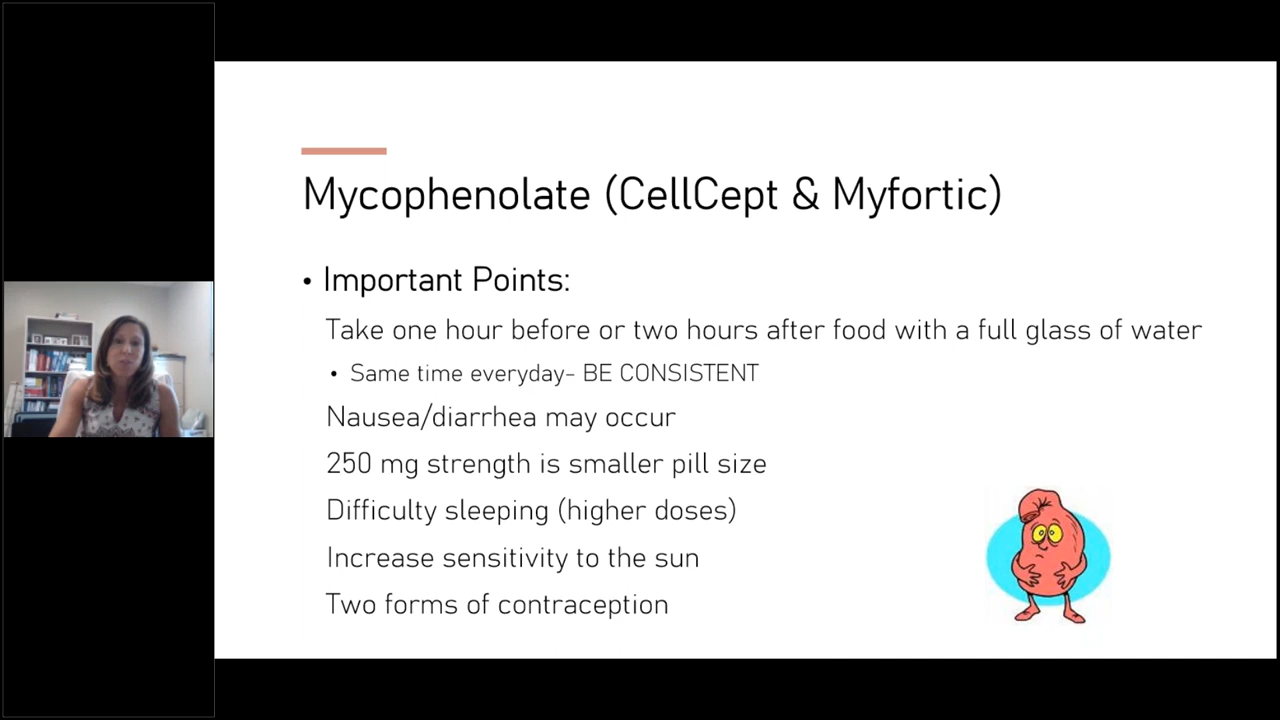 Mycophenolate (CellCept & Myfortic)
• Important Points:
Take one hour before or two hours after food with a full glass of water
• Same time everyday- BE CONSISTENT
Nausea/diarrhea may occur
250 mg strength is smaller pill size
Difficulty sleeping (higher doses)
Increase sensitivity to the sun
Two forms of contraception